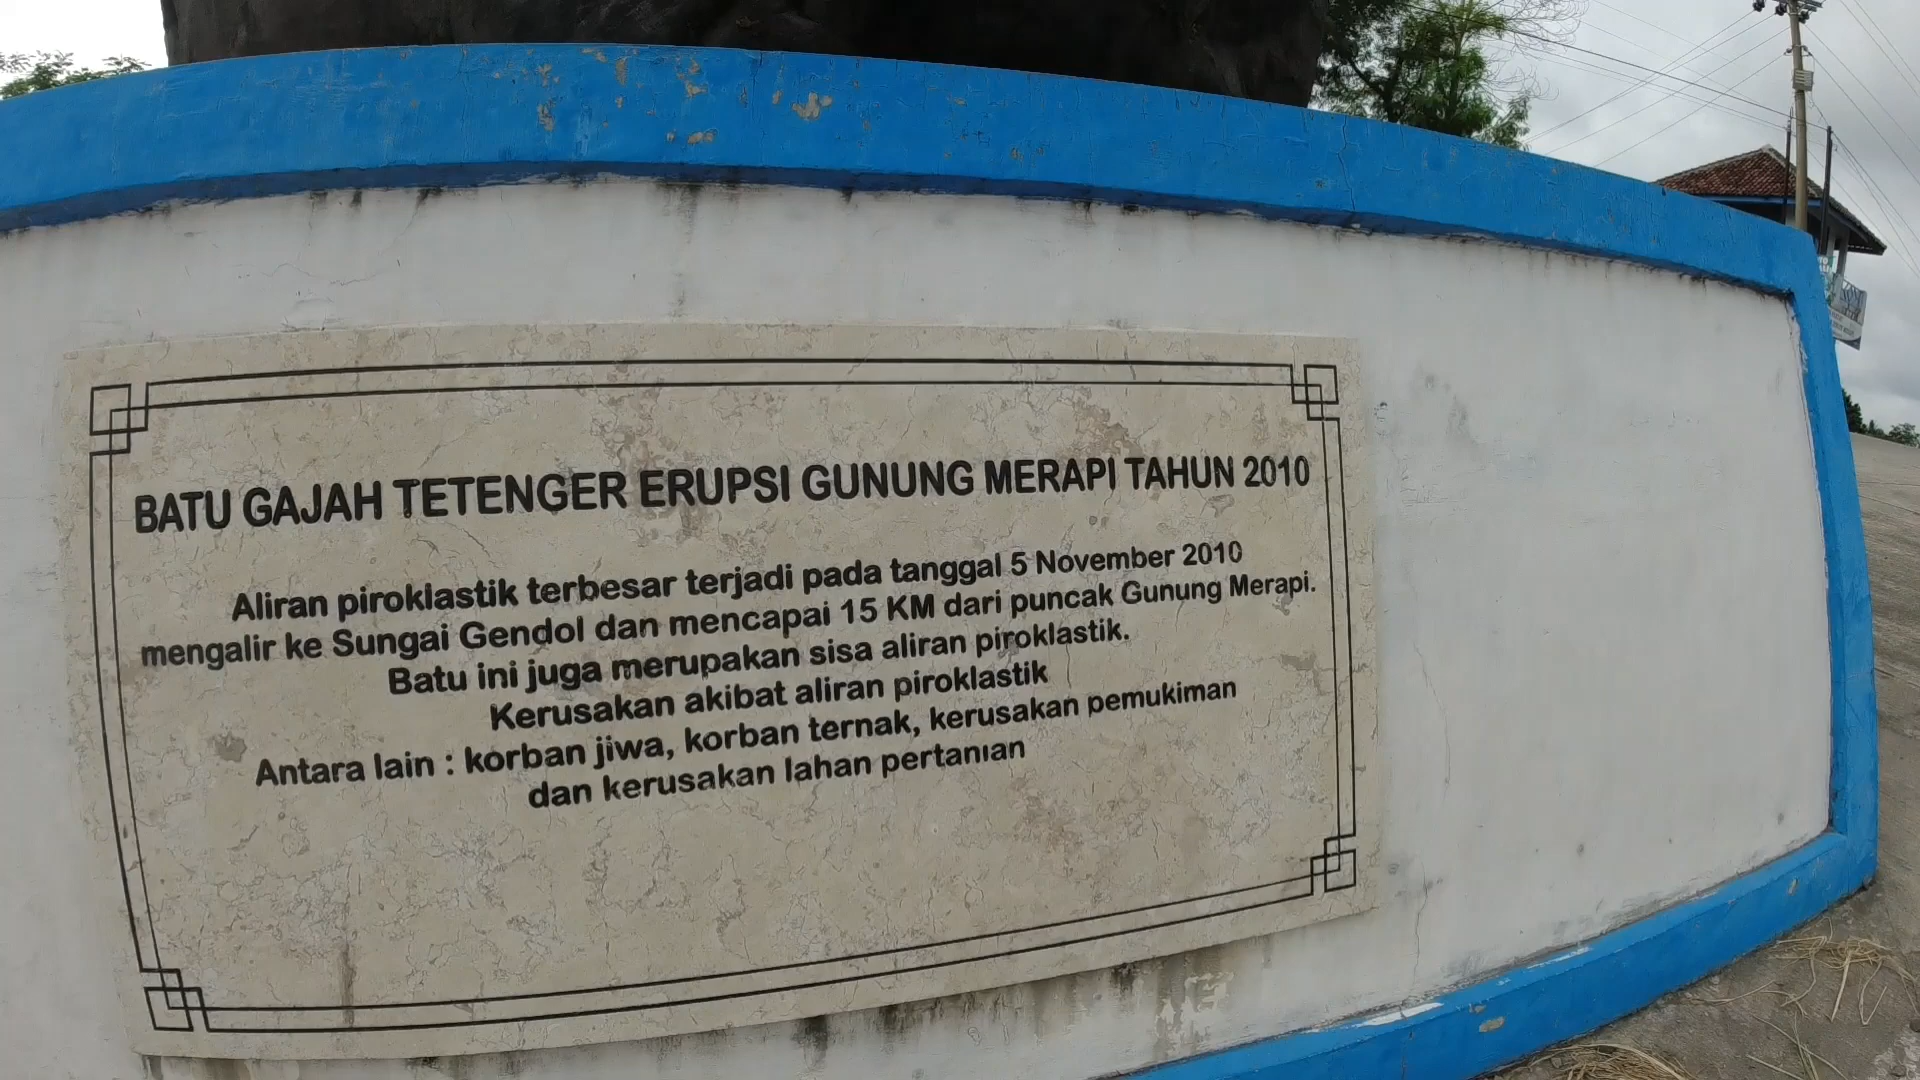 BATU GAJAH TETENGER ERUPSI GUNUNG MERAPI TAHUN 2010
Aliran piroklastik terbesar terjadi pada tanggal 5 November 2010
mengalir ke Sungai Gendol dan mencapai 15 KM dari puncak Gunung Merapi.
Batu ini juga merupakan sisa aliran piroklastik.
Kerusakan akibat aliran piroklastik
Antara lain : korban jiwa, korban ternak, kerusakan pemukiman
dan kerusakan lahan pertanian